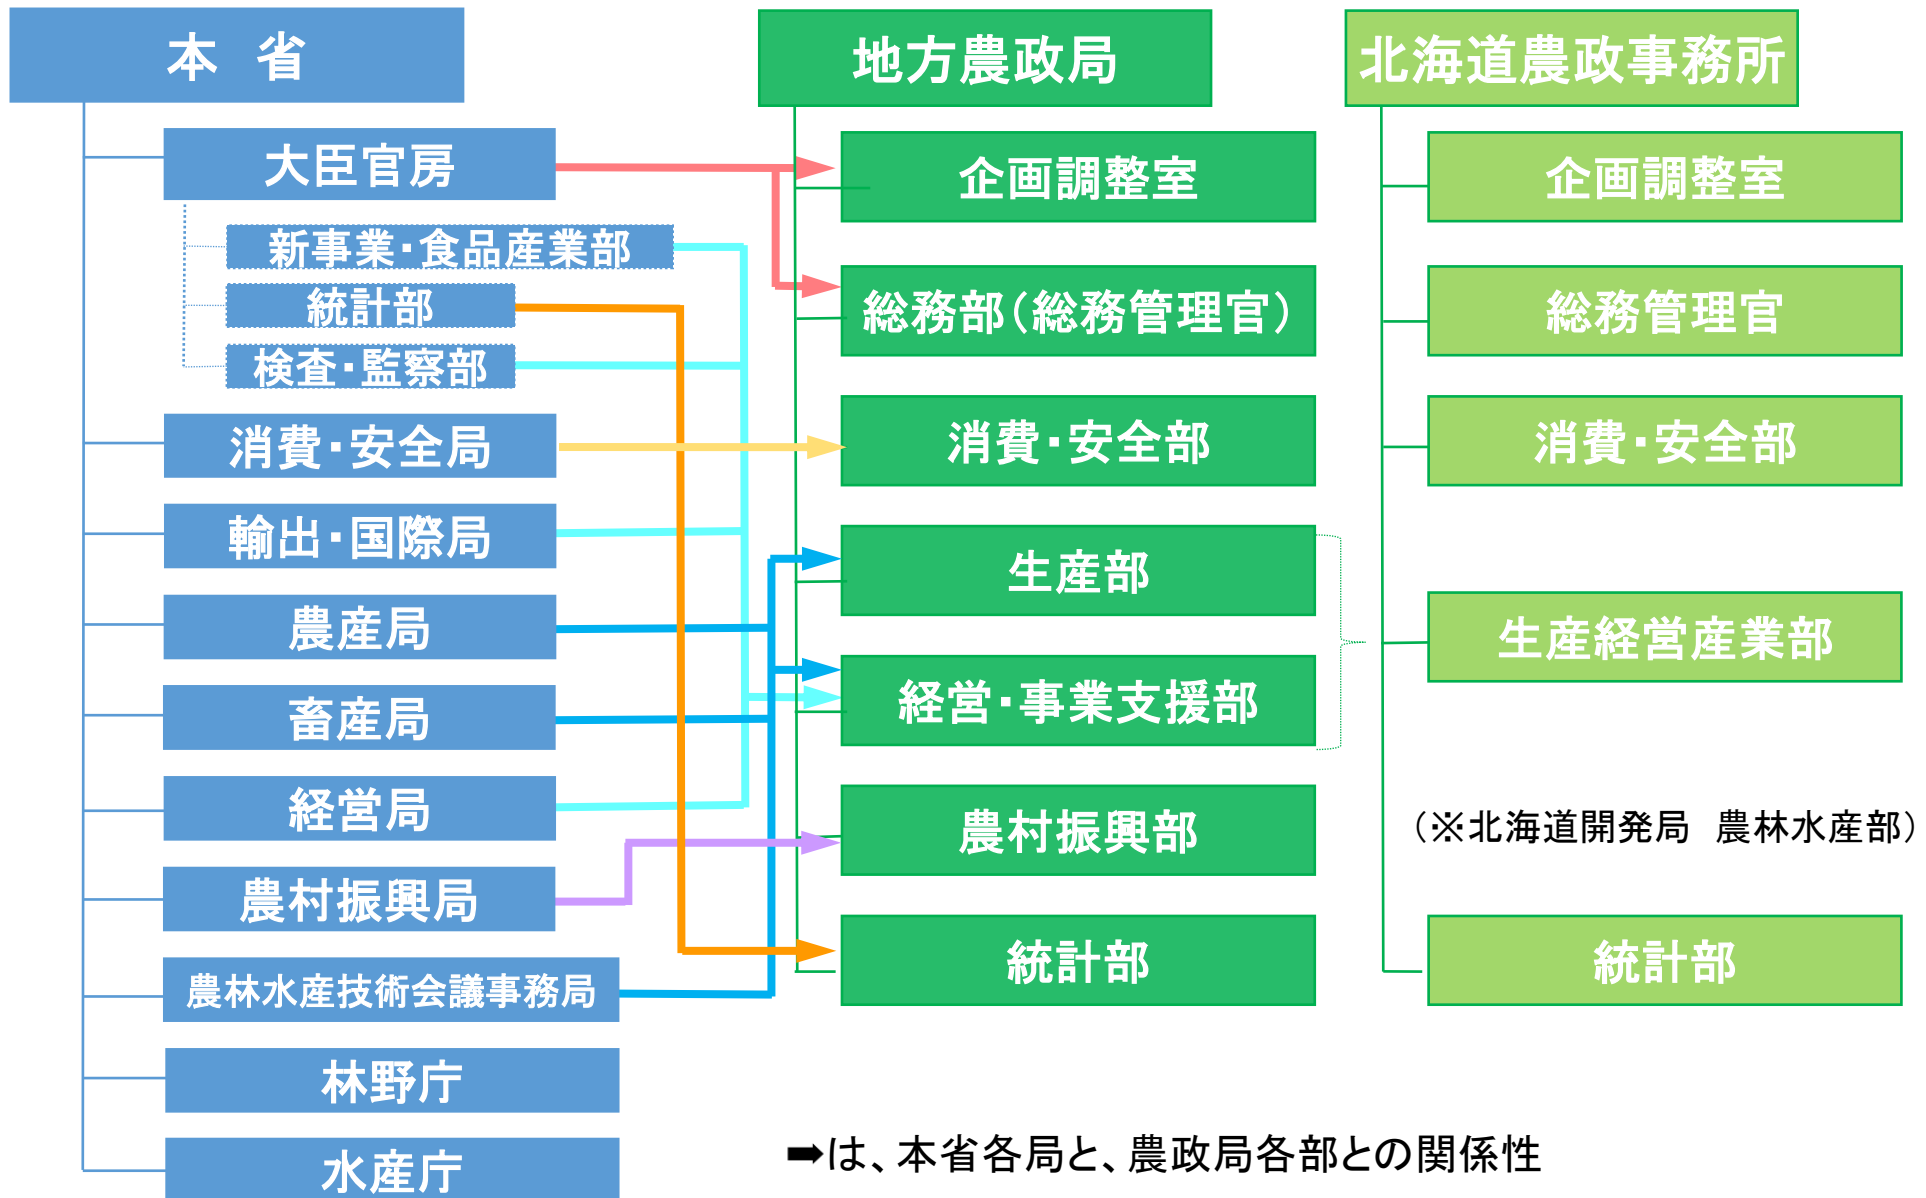 本　省
大臣官房
新事業・食品産業部
統計部
検査・監察部
消費・安全局
輸出・国際局
農産局
畜産局
経営局
農村振興局
農林水産技術会議事務局
林野庁
水産庁
地方農政局
企画調整室
総務部（総務管理官）
消費・安全部
生産部
経営・事業支援部
農村振興部
統計部
北海道農政事務所
企画調整室
総務管理官
消費・安全部
生産経営産業部
（※北海道開発局　農林水産部）
統計部
➡は、本省各局と、農政局各部との関係性